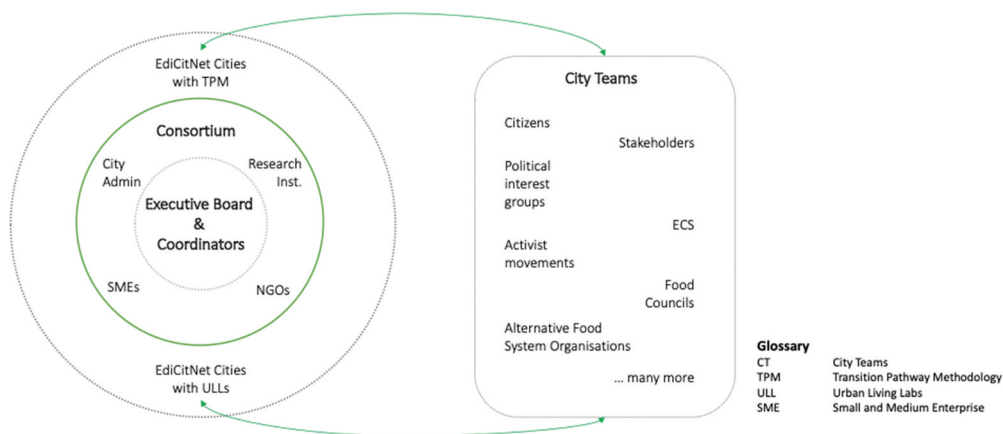 EdiCitNet Cities
with TPM
Consortium
City
Admin
Research
Inst.
Executive Board
&
Coordinators
SMEs
NGOs
EdiCitNet Cities
with ULLs
City Teams
Citizens
Stakeholders
Political
interest
groups
ECS
Activist
movements
Food
Councils
Alternative Food
System Organisations
... many more
Glossary
CT City Teams
TPM Transition Pathway Methodology
ULL Urban Living Labs
SME Small and Medium Enterprise